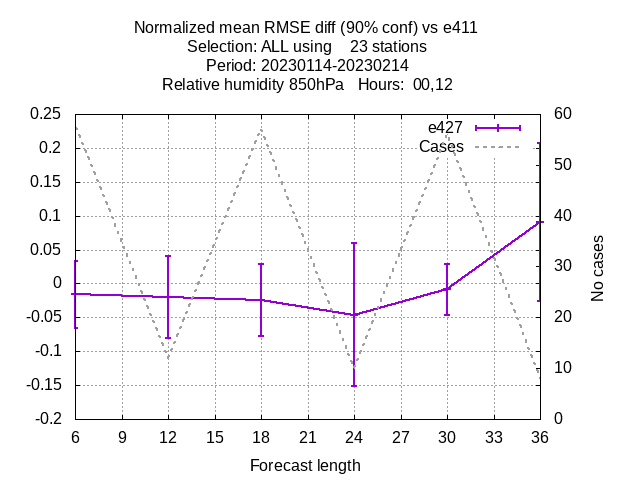 Normalized mean RMSE diff (90% conf) vs e411
Selection: ALL using    23 stations
Period: 20230114-20230214
Relative humidity 850hPa   Hours:  00,12
e427
Cases
0.25
0.2
0.15
0.1
0.05
0
-0.05
-0.1
-0.15
-0.2
60
50
40
30
20
10
0
No cases
6 9 12 15 18 21 24 27 30 33 36
Forecast length